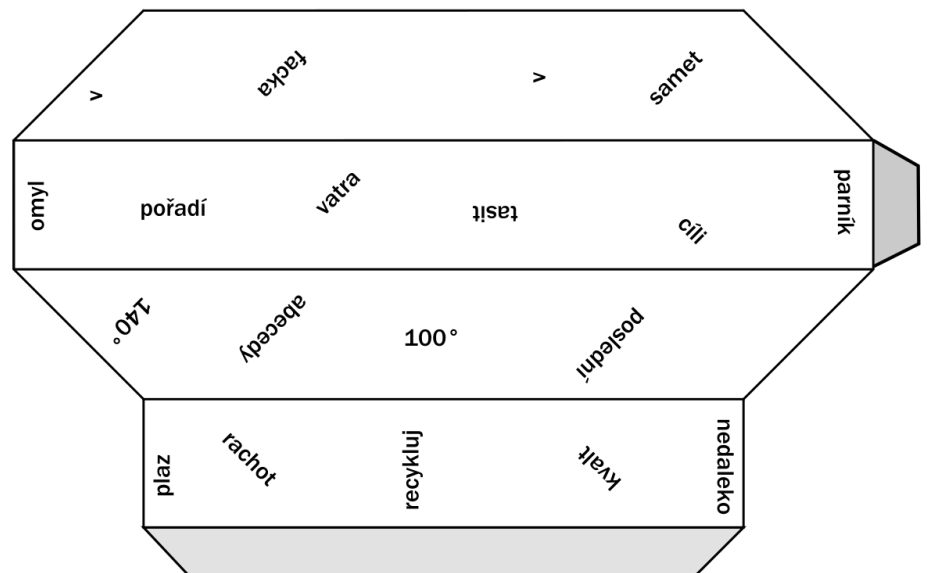 facka
v
samet
v
omyl
pořadí
vatra
tasit
cíli
parník
140°
abecedy
100°
poslední
plaz
rachot
recykluj
kvalt
nedaleko